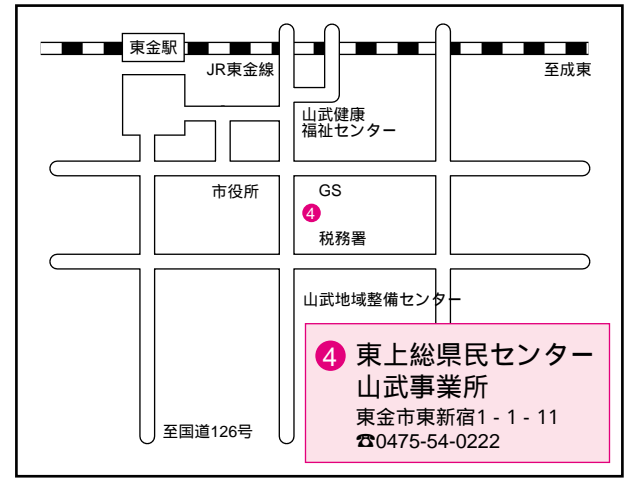 東金駅
JR東金線
至成東
山武健康
福祉センター
市役所
GS
4
税務署
山武地域整備センター
4 東上総県民センター
山武事業所
東金市東新宿1 - 1 - 11
☎0475-54-0222
至国道126号